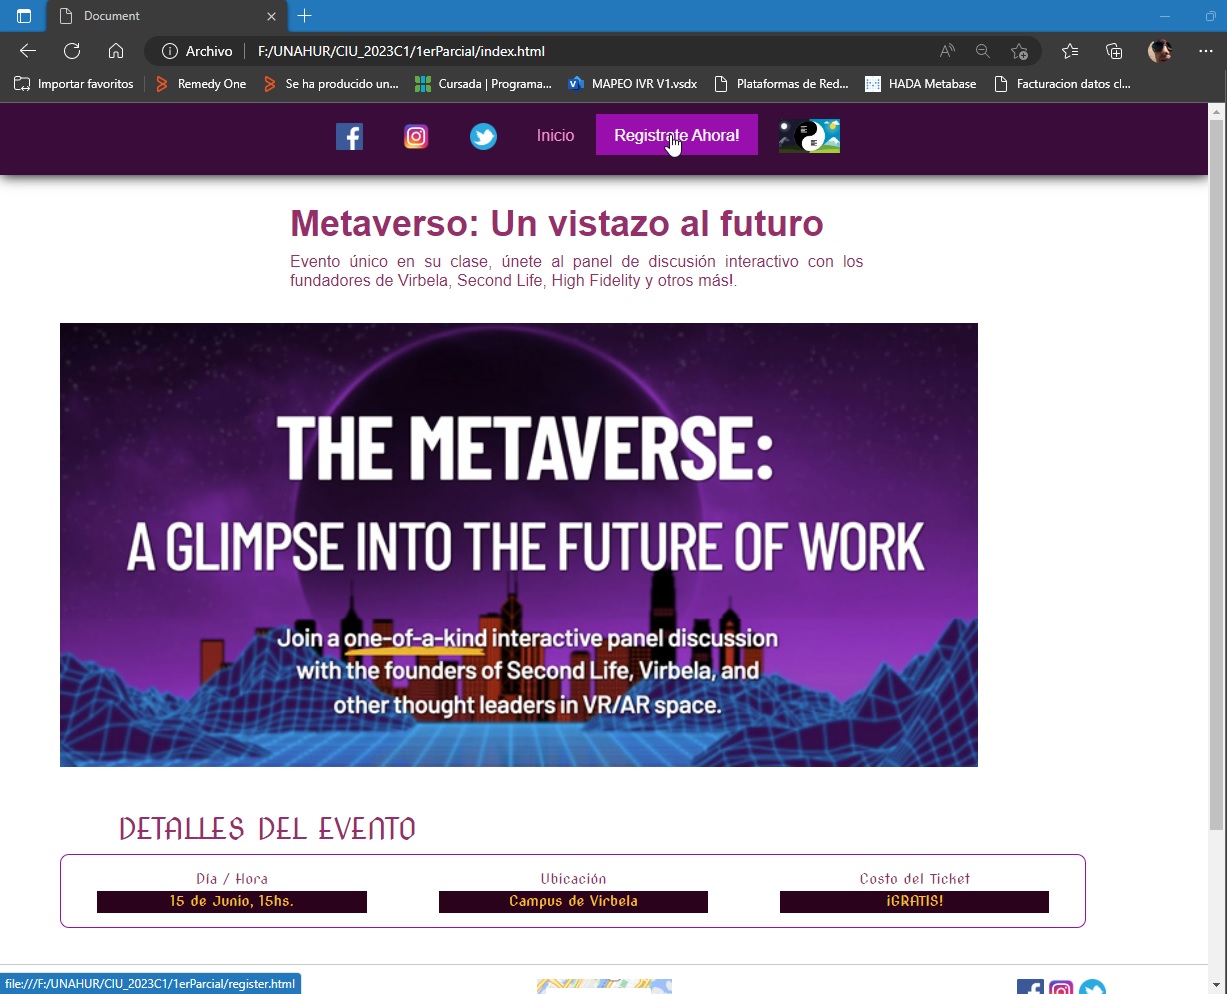 Document
Archivo
F:/UNAHUR/CIU_2023C1/1erParcial/index.html
Importar favoritos
Remedy One
Se ha producido un...
Cursada | Programa...
MAPEO IVR V1.vsdx
Plataformas de Red...
HADA Metabase
Facturacion datos cl...
Inicio
Registrate Ahora!
Metaverso: Un vistazo al futuro
Evento único en su clase, únete al panel de discusión interactivo con los
fundadores de Virbela, Second Life, High Fidelity y otros más!.
THE METAVERSE:
A GLIMPSE INTO THE FUTURE OF WORK
Join a one-of-a-kind interactive panel discussion
with the founders of Second Life, Virbela, and
other thought leaders in VR/AR space.
DETALLES DEL EVENTO
Día / Hora
15 de Junio, 15hs.
Ubicación
Campus de Virbela
Costo del Ticket
¡GRATIS!
file:///F:/UNAHUR/CIU_2023C1/1erParcial/register.html